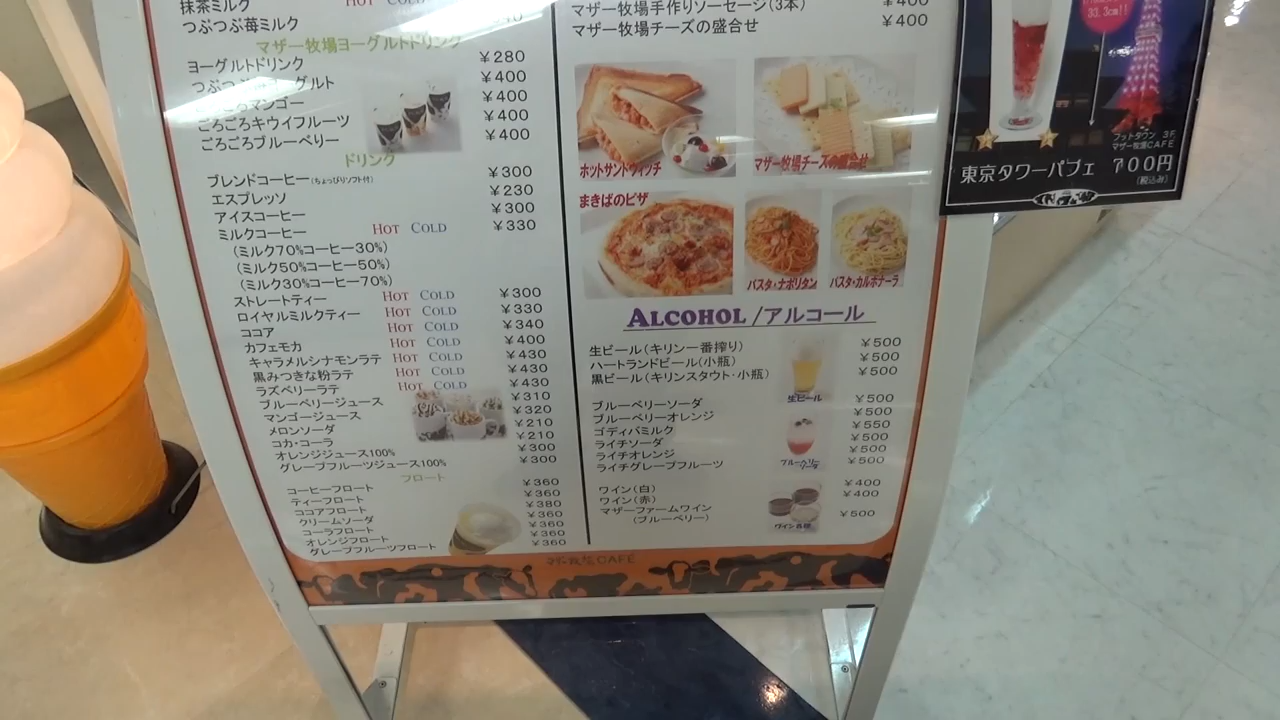 抹茶ミルク HOT COLD
つぶつぶ苺ミルク
マザー牧場ヨーグルトドリンク
ヨーグルトドリンク ¥280
つぶつぶ ¥400
ごろごろマンゴー ¥400
ごろごろキウイフルーツ ¥400
ごろごろブルーベリー ¥400
ドリンク
ブレンドコーヒー(ちょっぴりソフト付) ¥300
エスプレッソ ¥230
アイスコーヒー ¥300
ミルクコーヒー HOT COLD ¥330
(ミルク70%コーヒー30%)
(ミルク50%コーヒー50%)
(ミルク30%コーヒー70%)
ストレートティー HOT COLD ¥300
ロイヤルミルクティー HOT COLD ¥330
ココア HOT COLD ¥340
カフェモカ HOT COLD ¥400
キャラメルシナモンラテ HOT COLD ¥430
黒みつきな粉ラテ HOT COLD ¥430
ラズベリーラテ HOT COLD ¥430
ブルーベリージュース ¥310
マンゴージュース ¥320
メロンソーダ ¥210
コカ・コーラ ¥210
オレンジジュース100% ¥300
グレープフルーツジュース100% ¥300
フロート
コーヒーフロート ¥360
ティーフロート ¥360
ココアフロート ¥380
クリームソーダ ¥360
コーラフロート ¥360
オレンジフロート ¥360
グレープフルーツフロート ¥360
マザー牧場手作りソーセージ(3本) ¥400
マザー牧場チーズの盛合せ ¥400
ホットサンドウィッチ
マザー牧場チーズの盛合せ
まきばのピザ
パスタ・ナポリタン
パスタ・カルボナーラ
ALCOHOL/アルコール
生ビール(キリン一番搾り) ¥500
ハートランドビール(小瓶) ¥500
黒ビール(キリンスタウト・小瓶) ¥500
生ビール
ブルーベリーソーダ ¥500
ブルーベリーオレンジ ¥500
ゴディバミルク ¥550
ライチソーダ ¥500
ライチオレンジ ¥500
ライチグレープフルーツ ¥500
ブルーベリーソーダ
ワイン(白) ¥400
ワイン(赤) ¥400
マザーファームワイン
(ブルーベリー) ¥500
ワイン各種
マザー牧場CAFE
33.3cm!!
フットタウン 3F
マザー牧場CAFE
東京タワーパフェ 700円
(税込み)